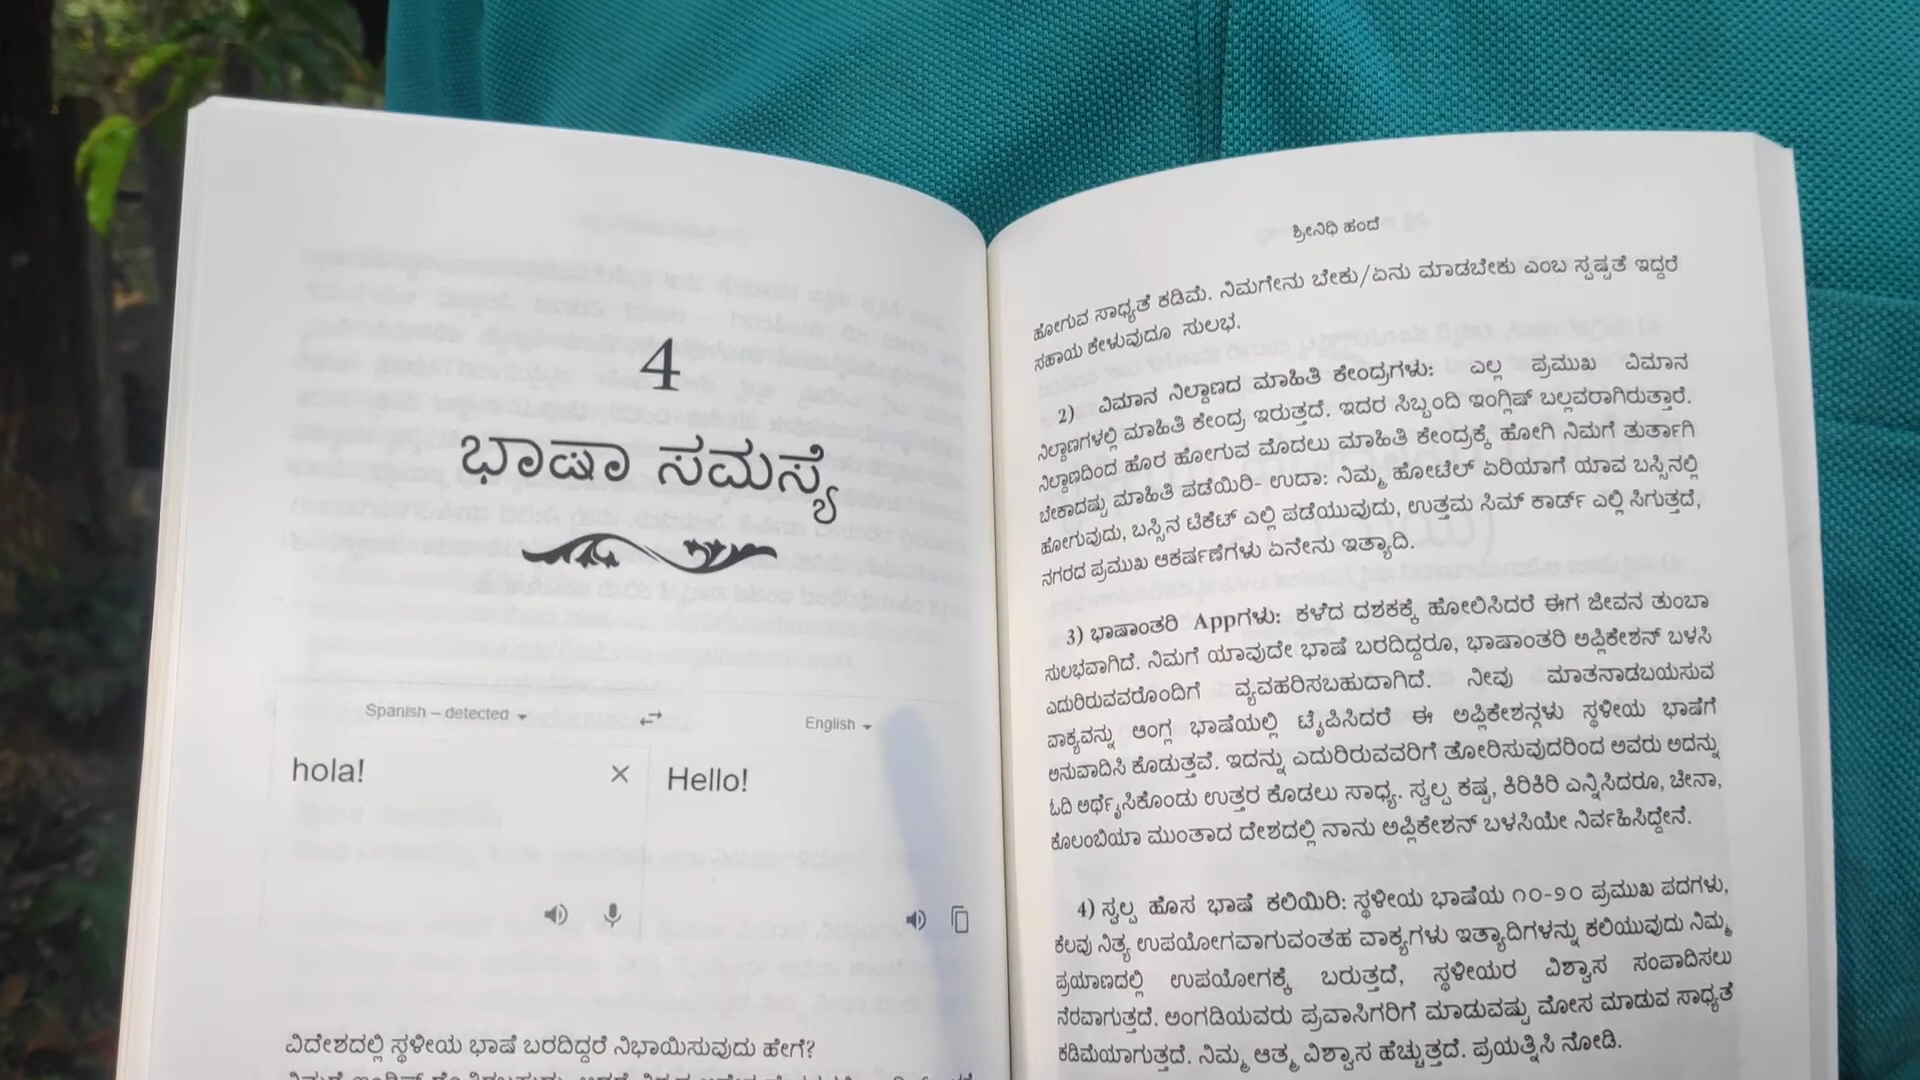 4
ಭಾಷಾ ಸಮಸ್ಯೆ
Spanish – detected
English
hola!
Hello!
ವಿದೇಶದಲ್ಲಿ ಸ್ಥಳೀಯ ಭಾಷೆ ಬರದಿದ್ದರೆ ನಿಭಾಯಿಸುವುದು ಹೇಗೆ?
ಶ್ರೀನಿಧಿ ಹಂದೆ
ಹೋಗುವ ಸಾಧ್ಯತೆ ಕಡಿಮೆ. ನಿಮಗೇನು ಬೇಕು/ಏನು ಮಾಡಬೇಕು ಎಂಬ ಸ್ಪಷ್ಟತೆ ಇದ್ದರೆ
ಸಹಾಯ ಕೇಳುವುದೂ ಸುಲಭ.
2) ವಿಮಾನ ನಿಲ್ದಾಣದ ಮಾಹಿತಿ ಕೇಂದ್ರಗಳು: ಎಲ್ಲ ಪ್ರಮುಖ ವಿಮಾನ
ನಿಲ್ದಾಣಗಳಲ್ಲಿ ಮಾಹಿತಿ ಕೇಂದ್ರ ಇರುತ್ತದೆ. ಇದರ ಸಿಬ್ಬಂದಿ ಇಂಗ್ಲಿಷ್ ಬಲ್ಲವರಾಗಿರುತ್ತಾರೆ.
ನಿಲ್ದಾಣದಿಂದ ಹೊರ ಹೋಗುವ ಮೊದಲು ಮಾಹಿತಿ ಕೇಂದ್ರಕ್ಕೆ ಹೋಗಿ ನಿಮಗೆ ತುರ್ತಾಗಿ
ಬೇಕಾದಷ್ಟು ಮಾಹಿತಿ ಪಡೆಯಿರಿ- ಉದಾ: ನಿಮ್ಮ ಹೋಟೆಲ್ ಏರಿಯಾಗೆ ಯಾವ ಬಸ್ಸಿನಲ್ಲಿ
ಹೋಗುವುದು, ಬಸ್ಸಿನ ಟಿಕೆಟ್ ಎಲ್ಲಿ ಪಡೆಯುವುದು, ಉತ್ತಮ ಸಿಮ್ ಕಾರ್ಡ್ ಎಲ್ಲಿ ಸಿಗುತ್ತದೆ,
ನಗರದ ಪ್ರಮುಖ ಆಕರ್ಷಣೆಗಳು ಏನೇನು ಇತ್ಯಾದಿ.
3) ಭಾಷಾಂತರಿ Appಗಳು: ಕಳೆದ ದಶಕಕ್ಕೆ ಹೋಲಿಸಿದರೆ ಈಗ ಜೀವನ ತುಂಬಾ
ಸುಲಭವಾಗಿದೆ. ನಿಮಗೆ ಯಾವುದೇ ಭಾಷೆ ಬರದಿದ್ದರೂ, ಭಾಷಾಂತರಿ ಅಪ್ಲಿಕೇಶನ್ ಬಳಸಿ
ಎದುರಿರುವವರೊಂದಿಗೆ ವ್ಯವಹರಿಸಬಹುದಾಗಿದೆ. ನೀವು ಮಾತನಾಡಬಯಸುವ
ವಾಕ್ಯವನ್ನು ಆಂಗ್ಲ ಭಾಷೆಯಲ್ಲಿ ಟೈಪಿಸಿದರೆ ಈ ಅಪ್ಲಿಕೇಶನ್ಗಳು ಸ್ಥಳೀಯ ಭಾಷೆಗೆ
ಅನುವಾದಿಸಿ ಕೊಡುತ್ತವೆ. ಇದನ್ನು ಎದುರಿರುವವರಿಗೆ ತೋರಿಸುವುದರಿಂದ ಅವರು ಅದನ್ನು
ಓದಿ ಅರ್ಥೈಸಿಕೊಂಡು ಉತ್ತರ ಕೊಡಲು ಸಾಧ್ಯ. ಸ್ವಲ್ಪ ಕಷ್ಟ, ಕಿರಿಕಿರಿ ಎನ್ನಿಸಿದರೂ, ಚೀನಾ,
ಕೊಲಂಬಿಯಾ ಮುಂತಾದ ದೇಶದಲ್ಲಿ ನಾನು ಅಪ್ಲಿಕೇಶನ್ ಬಳಸಿಯೇ ನಿರ್ವಹಿಸಿದ್ದೇನೆ.
4) ಸ್ವಲ್ಪ ಹೊಸ ಭಾಷೆ ಕಲಿಯಿರಿ: ಸ್ಥಳೀಯ ಭಾಷೆಯ ೧೦-೨೦ ಪ್ರಮುಖ ಪದಗಳು,
ಕೆಲವು ನಿತ್ಯ ಉಪಯೋಗವಾಗುವಂತಹ ವಾಕ್ಯಗಳು ಇತ್ಯಾದಿಗಳನ್ನು ಕಲಿಯುವುದು ನಿಮ್ಮ
ಪ್ರಯಾಣದಲ್ಲಿ ಉಪಯೋಗಕ್ಕೆ ಬರುತ್ತದೆ, ಸ್ಥಳೀಯರ ವಿಶ್ವಾಸ ಸಂಪಾದಿಸಲು
ನೆರವಾಗುತ್ತದೆ. ಅಂಗಡಿಯವರು ಪ್ರವಾಸಿಗರಿಗೆ ಮಾಡುವಷ್ಟು ಮೋಸ ಮಾಡುವ ಸಾಧ್ಯತೆ
ಕಡಿಮೆಯಾಗುತ್ತದೆ. ನಿಮ್ಮ ಆತ್ಮ ವಿಶ್ವಾಸ ಹೆಚ್ಚುತ್ತದೆ. ಪ್ರಯತ್ನಿಸಿ ನೋಡಿ.